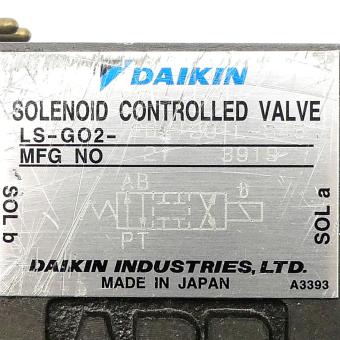 DAIKIN
SOLENOID CONTROLLED VALVE
LS-G02-
MFG NO
SOL b
AB
PT
SOL a
DAIKIN INDUSTRIES, LTD.
MADE IN JAPAN
A3393